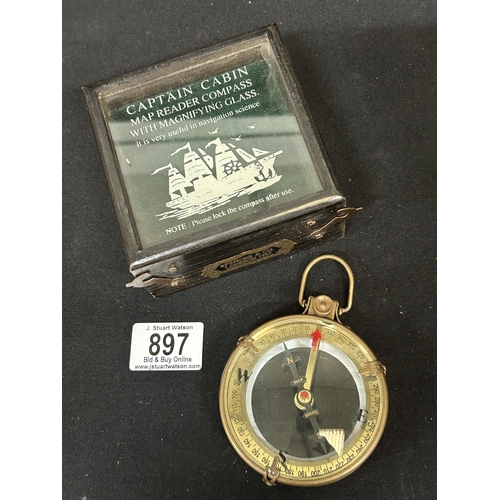 CAPTAIN CABIN
MAP READER COMPASS
WITH MAGNIFYING GLASS.
it is very useful in navigation science
NOTE : Please lock the compass after use.
J. Stuart Watson
897
Bid & Buy Online
www.jstuartwatson.com
N
W
E
S